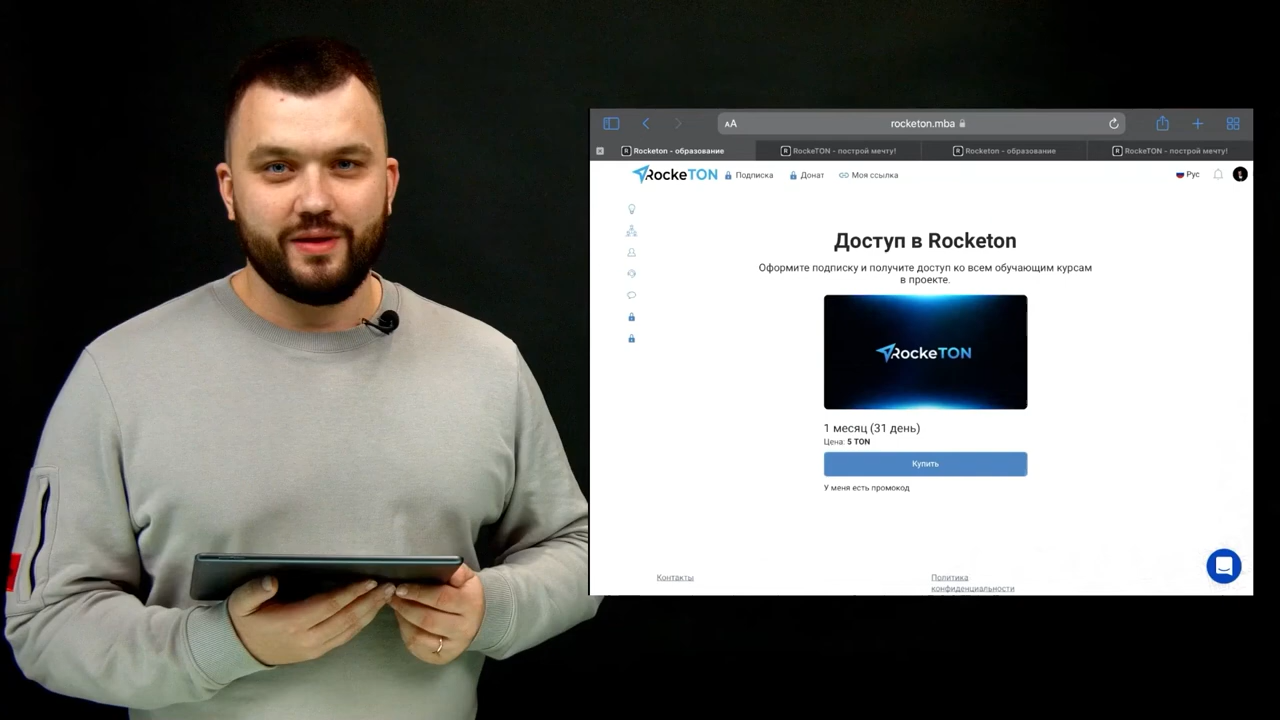 AA
rocketon.mba
Rocketon - образование
RockeTON - построй мечту!
Rocketon - образование
RockeTON - построй мечту!
RockeTON
Подписка
Донат
Моя ссылка
Рус
Доступ в Rocketon
Оформите подписку и получите доступ ко всем обучающим курсам
в проекте.
RockeTON
1 месяц (31 день)
Цена: 5 TON
Купить
У меня есть промокод
Контакты
Политика
конфиденциальности